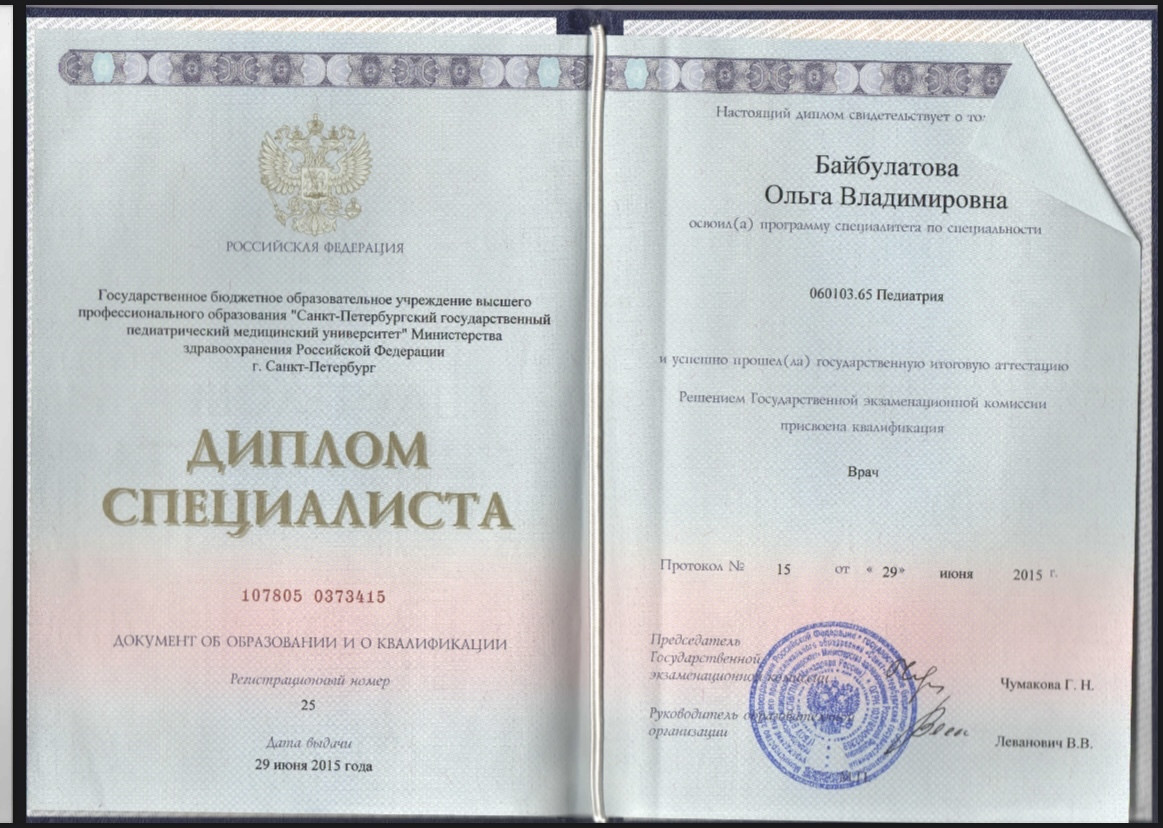 РОССИЙСКАЯ ФЕДЕРАЦИЯ
Государственное бюджетное образовательное учреждение высшего
профессионального образования "Санкт-Петербургский государственный
педиатрический медицинский университет" Министерства
здравоохранения Российской Федерации
г. Санкт-Петербург
ДИПЛОМ
СПЕЦИАЛИСТА
107805 0373415
ДОКУМЕНТ ОБ ОБРАЗОВАНИИ И О КВАЛИФИКАЦИИ
Регистрационный номер
25
Дата выдачи
29 июня 2015 года
Настоящий диплом свидетельствует о
Байбулатова
Ольга Владимировна
освоил(а) программу специалитета по специальности
060103.65 Педиатрия
и успешно прошел(ла) государственную итоговую аттестацию
Решением Государственной экзаменационной комиссии
присвоена квалификация
Врач
Протокол № 15 от « 29» июня 2015 г.
Председатель
Государственной
экзаменационной комиссии
Чумакова Г. Н.
Руководитель образовательной
организации
Леванович В.В.
М.П.